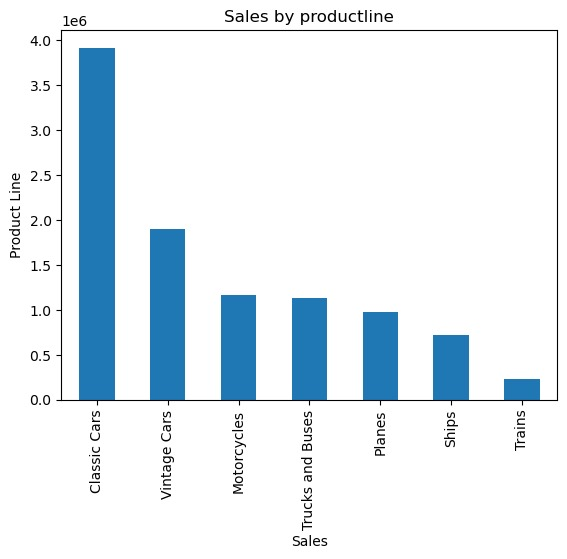 Sales by productline
1e6
4.0
3.5
3.0
2.5
2.0
1.5
1.0
0.5
0.0
Product Line
Classic Cars
Vintage Cars
Motorcycles
Trucks and Buses
Planes
Ships
Trains
Sales